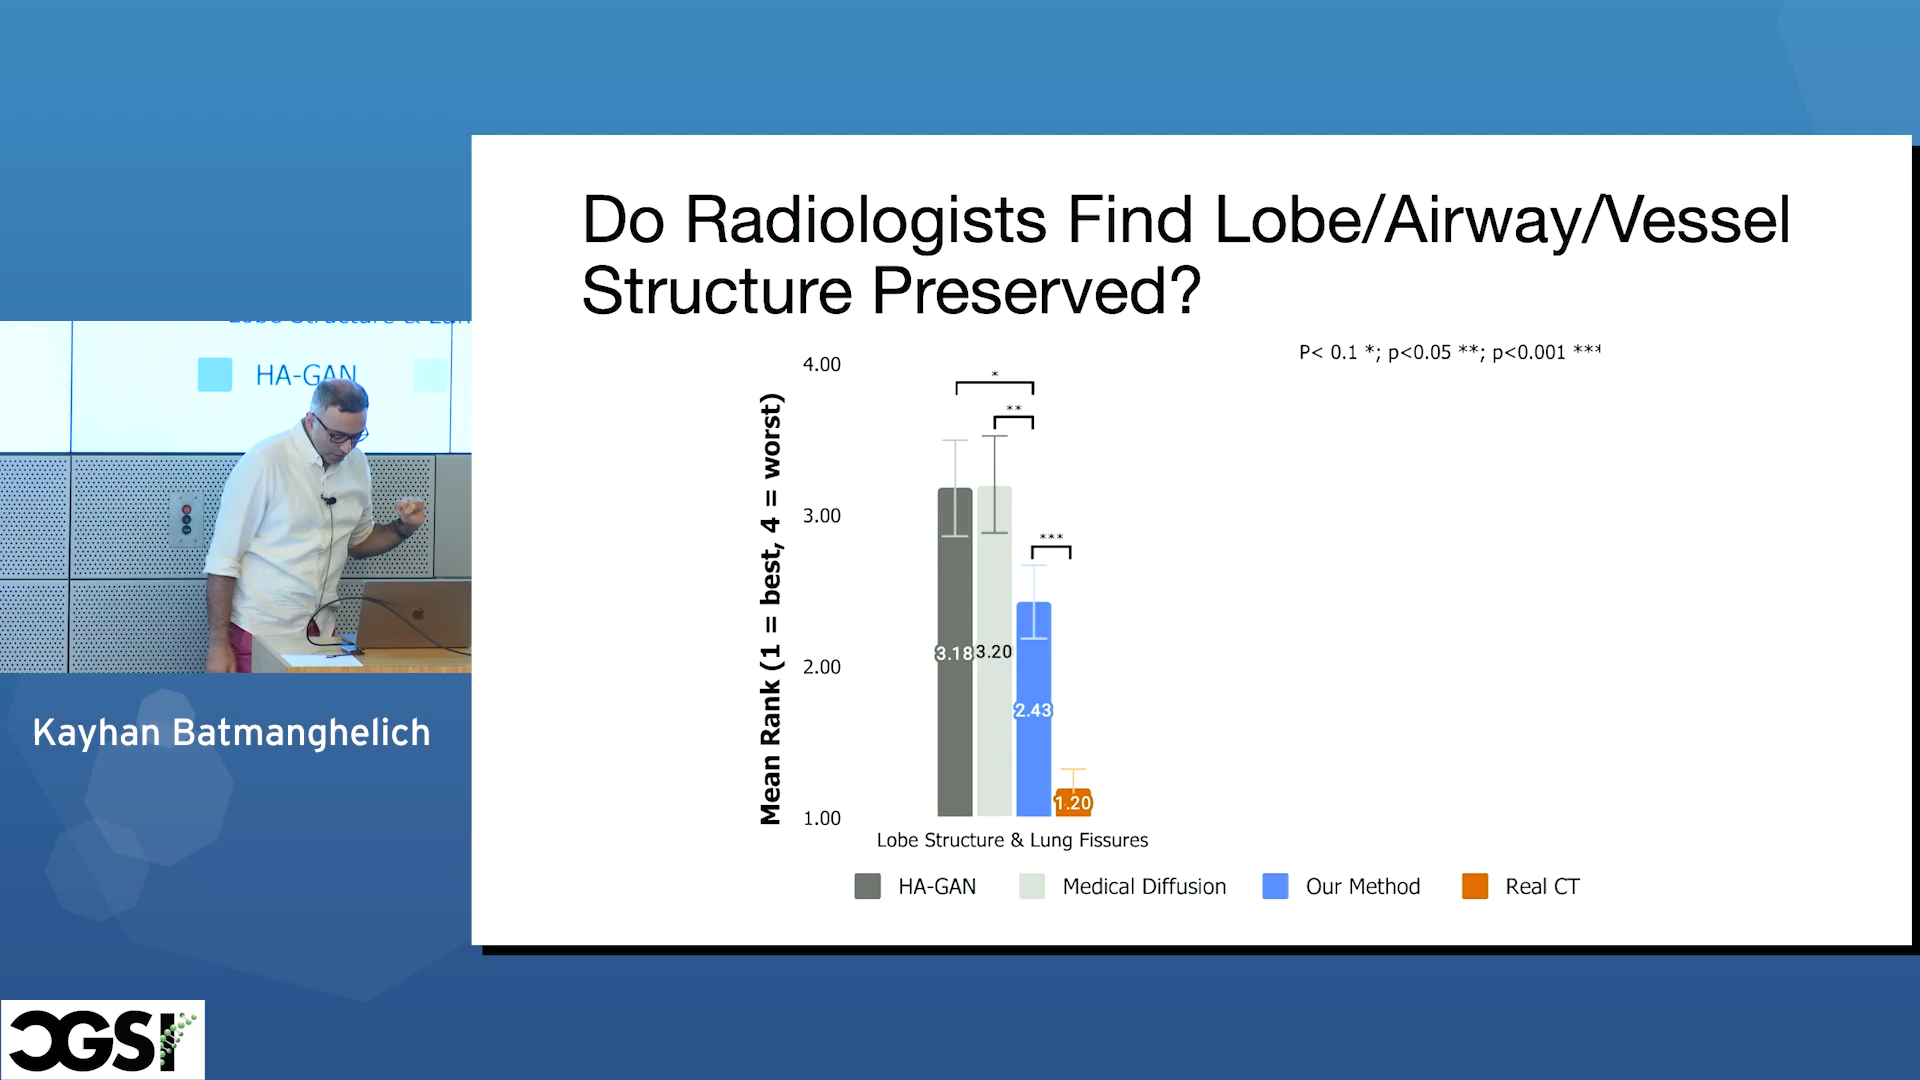 Do Radiologists Find Lobe/Airway/Vessel
Structure Preserved?
P< 0.1 *; p<0.05 **; p<0.001 ***
Mean Rank (1 = best, 4 = worst)
4.00
3.00
2.00
1.00
*
**
***
3.18
3.20
2.43
1.20
Lobe Structure & Lung Fissures
HA-GAN
Medical Diffusion
Our Method
Real CT
HA-GAN
Kayhan Batmanghelich
CGSI